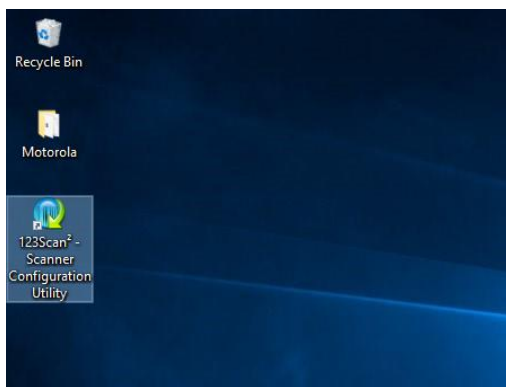 Recycle Bin
Motorola
123Scan² -
Scanner
Configuration
Utility